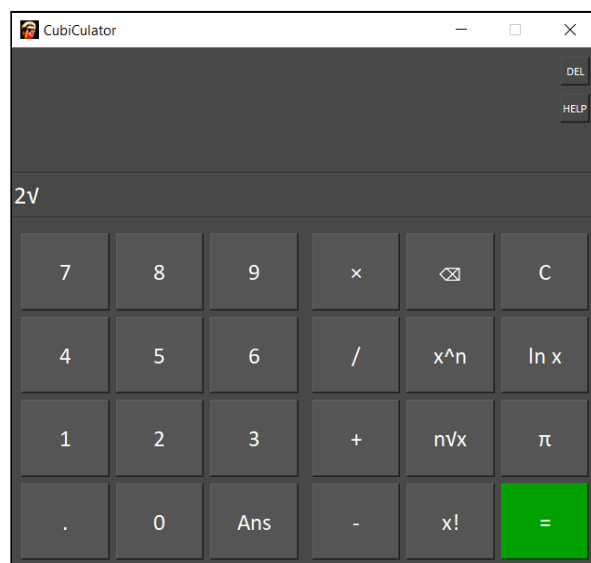 CubiCulator
DEL
HELP
2√
7 8 9 × ⌫ C
4 5 6 / x^n ln x
1 2 3 + n√x π
. 0 Ans - x! =